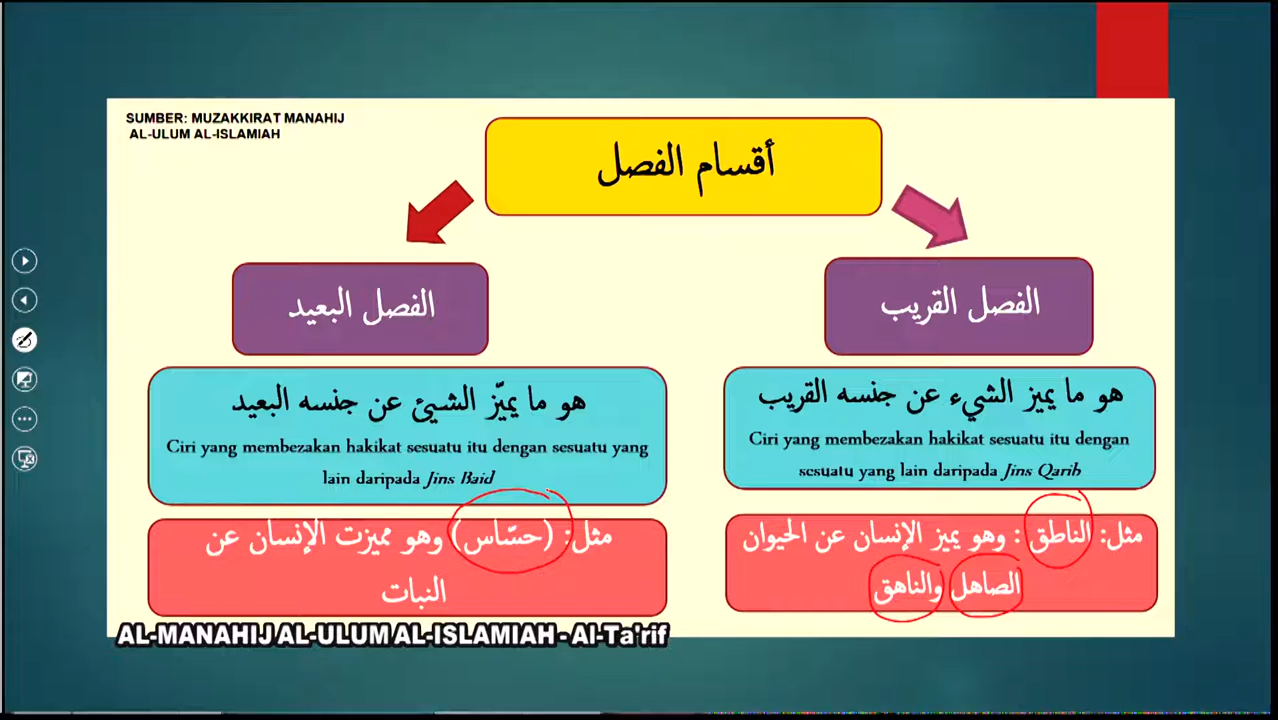 SUMBER: MUZAKKIRAT MANAHIJ
AL-ULUM AL-ISLAMIAH
أقسام الفصل
الفصل القريب
هو ما يميز الشيء عن جنسه القريب
Ciri yang membezakan hakikat sesuatu itu dengan
sesuatu yang lain daripada Jins Qarib
مثل: الناطق : وهو يميز الإنسان عن الحيوان
الصاهل والناهق
الفصل البعيد
هو ما يميّز الشيئ عن جنسه البعيد
Ciri yang membezakan hakikat sesuatu itu dengan sesuatu yang
lain daripada Jins Baid
مثل: (حسّاس) وهو مميزت الإنسان عن
النبات
AL-MANAHIJ AL-ULUM AL-ISLAMIAH - Al-Ta'rif